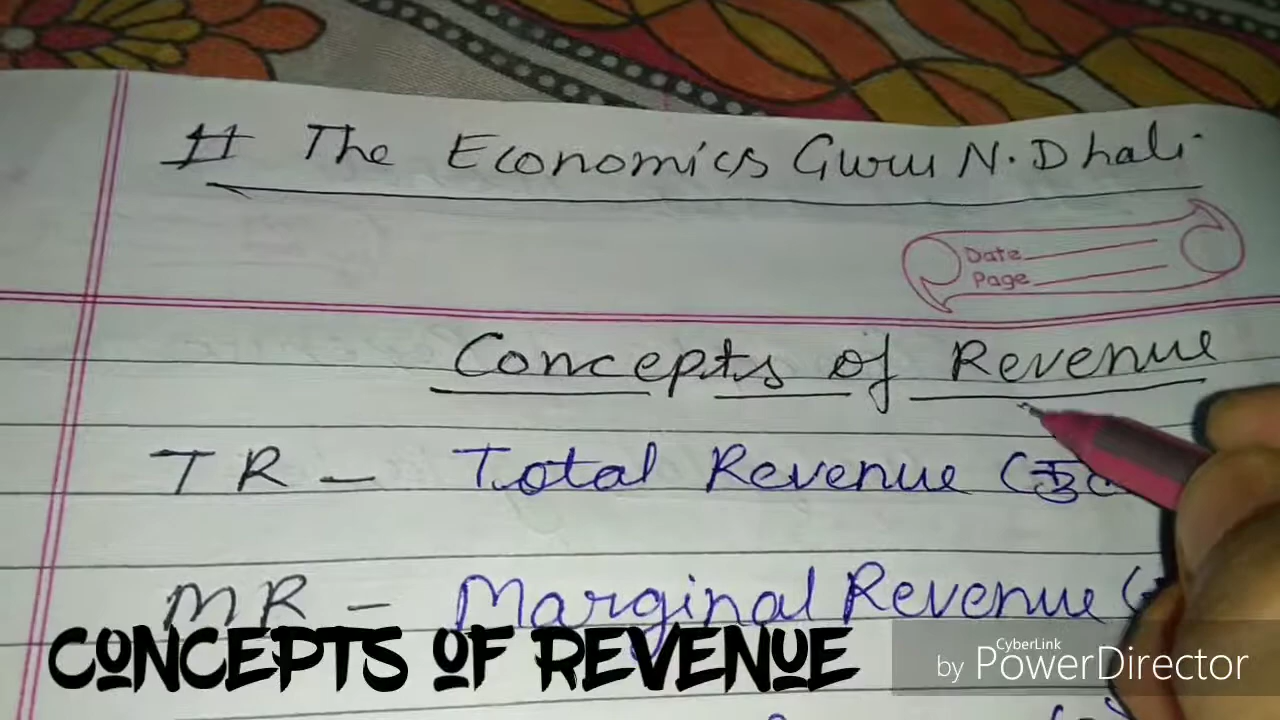 # The Economics Guru N. Dhali
Date
Page
Concepts of Revenue
TR - Total Revenue (
MR - Marginal Revenue (
CONCEPTS OF REVENUE
CyberLink
by PowerDirector